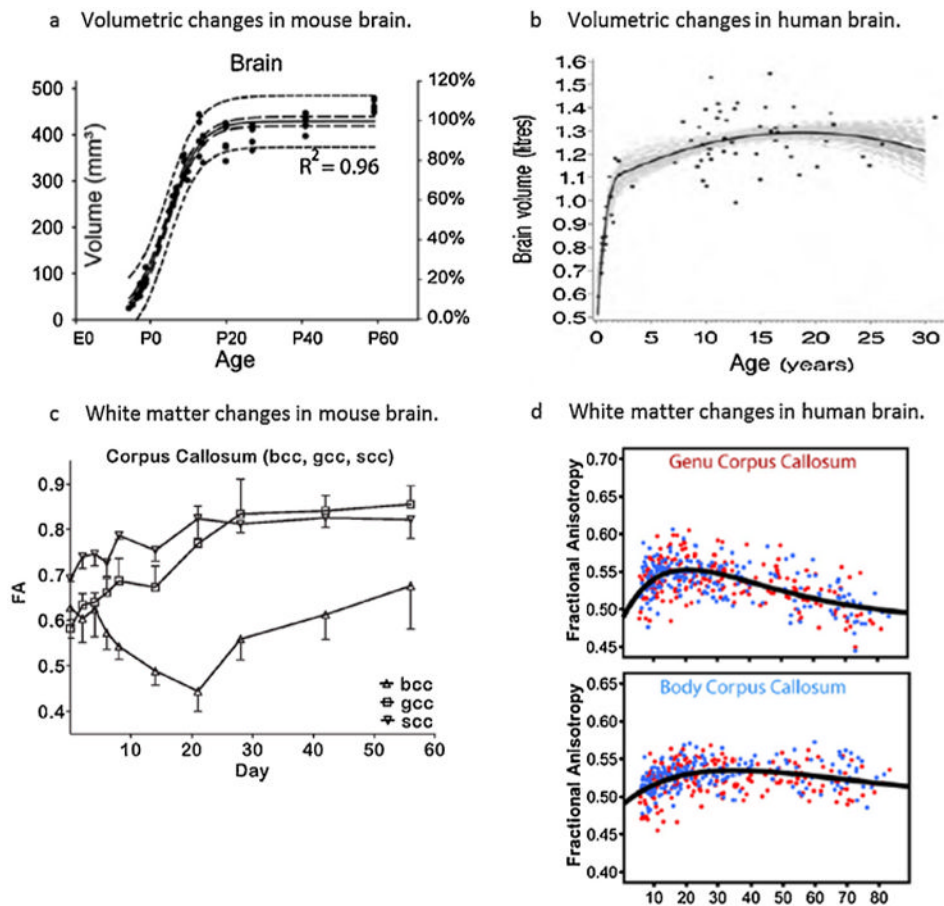 a Volumetric changes in mouse brain.
Brain
Volume (mm³)
500
400
300
200
100
0
120%
100%
80%
60%
40%
20%
0.0%
R² = 0.96
E0 P0 P20 P40 P60
Age
b Volumetric changes in human brain.
Brain volume (litres)
1.6
1.5
1.4
1.3
1.2
1.1
1.0
0.9
0.8
0.7
0.6
0.5
0 5 10 15 20 25 30
Age (years)
c White matter changes in mouse brain.
Corpus Callosum (bcc, gcc, scc)
FA
0.9
0.8
0.7
0.6
0.5
0.4
bcc
gcc
scc
10 20 30 40 50 60
Day
d White matter changes in human brain.
Genu Corpus Callosum
Fractional Anisotropy
0.70
0.65
0.60
0.55
0.50
0.45
Body Corpus Callosum
Fractional Anisotropy
0.65
0.60
0.55
0.50
0.45
0.40
10 20 30 40 50 60 70 80